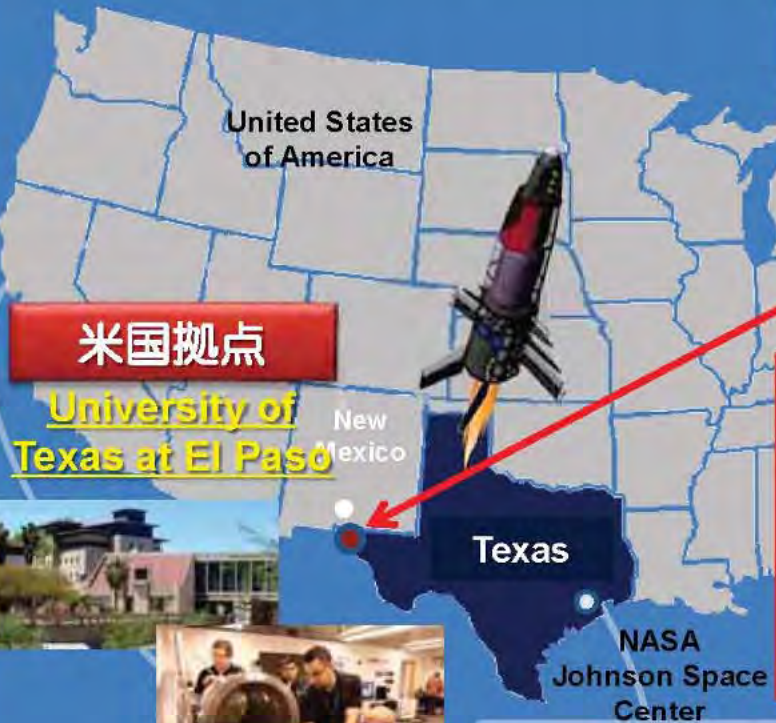 United States
of America
米国拠点
University of
Texas at El Paso
New
Mexico
Texas
NASA
Johnson Space
Center